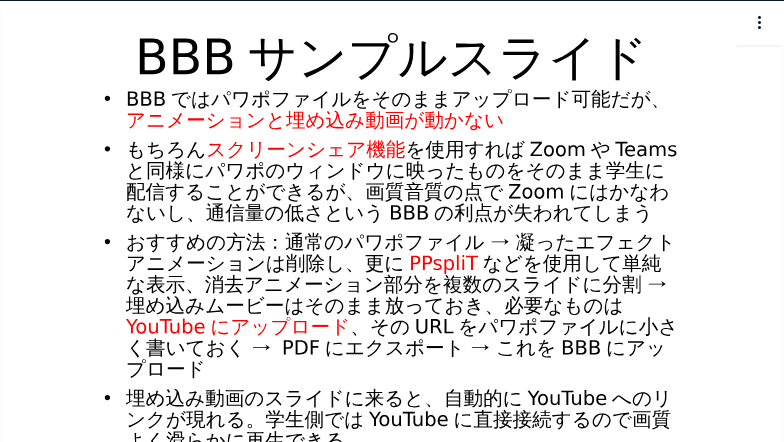 BBB サンプルスライド
• BBB ではパワポファイルをそのままアップロード可能だが、
アニメーションと埋め込み動画が動かない
• もちろんスクリーンシェア機能を使用すれば Zoom や Teams
と同様にパワポのウィンドウに映ったものをそのまま学生に
配信することができるが、画質音質の点で Zoom にはかなわ
ないし、通信量の低さという BBB の利点が失われてしまう
• おすすめの方法：通常のパワポファイル → 凝ったエフェクト
アニメーションは削除し、更に PPspliT などを使用して単純
な表示、消去アニメーション部分を複数のスライドに分割 →
埋め込みムービーはそのまま放っておき、必要なものは
YouTube にアップロード、その URL をパワポファイルに小さ
く書いておく → PDF にエクスポート → これを BBB にアッ
プロード
• 埋め込み動画のスライドに来ると、自動的に YouTube へのリ
ンクが現れる。学生側では YouTube に直接接続するので画質
よく滑らかに再生できる